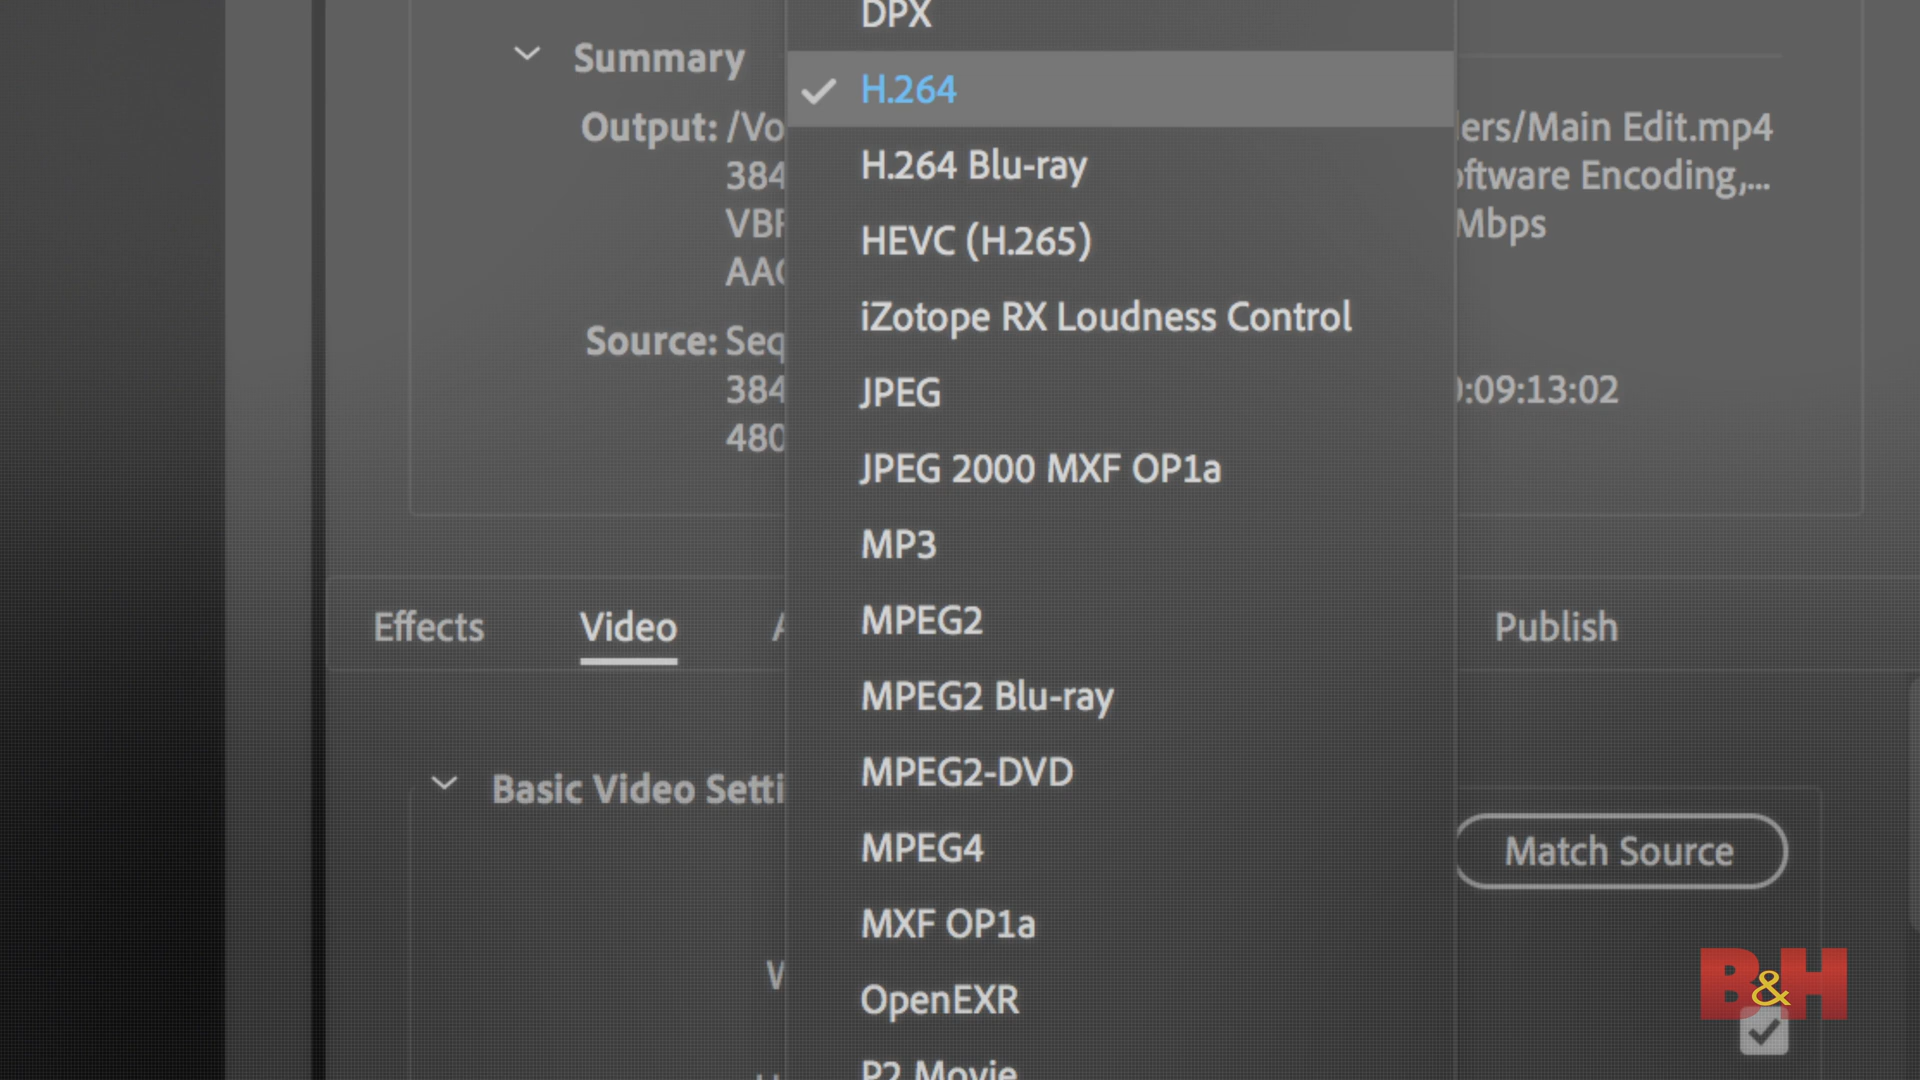 DPX
Summary
H.264
Output: /Vo
ers/Main Edit.mp4
384
ftware Encoding,...
H.264 Blu-ray
VB
Mbps
HEVC (H.265)
AAC
iZotope RX Loudness Control
Source: Seq
JPEG
384
:09:13:02
480
JPEG 2000 MXF OP1a
MP3
Effects
Video
MPEG2
Publish
MPEG2 Blu-ray
MPEG2-DVD
Basic Video Setti
MPEG4
Match Source
MXF OP1a
W
B&H
OpenEXR
P2 Movie